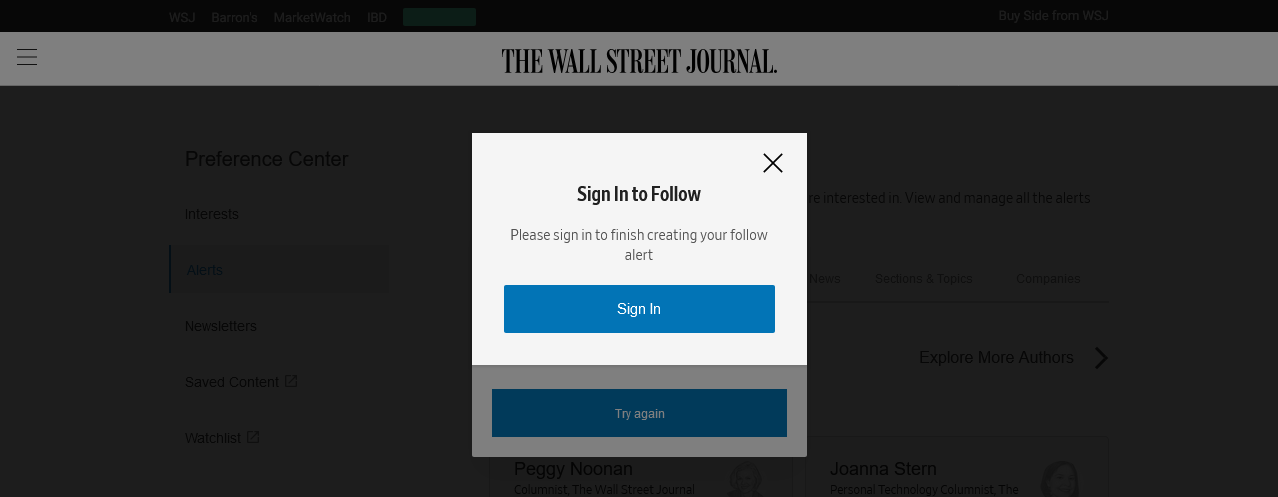 WSJ Barron's MarketWatch IBD
Buy Side from WSJ
THE WALL STREET JOURNAL.
Preference Center
Interests
Alerts
Newsletters
Saved Content
Watchlist
Sign In to Follow
Please sign in to finish creating your follow
alert
Sign In
Try again
interested in. View and manage all the alerts
News Sections & Topics Companies
Explore More Authors
Peggy Noonan
Columnist, The Wall Street Journal
Joanna Stern
Personal Technology Columnist, The